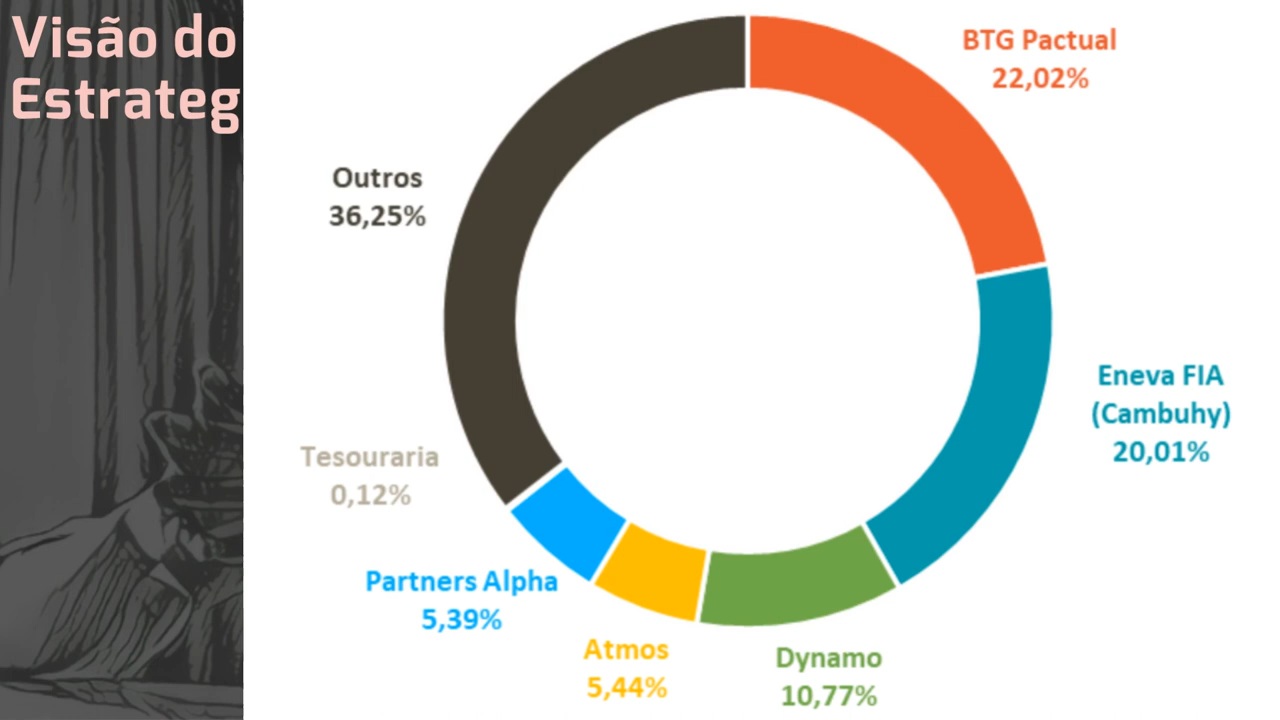 Visão do
Estrateg
BTG Pactual
22,02%
Outros
36,25%
Eneva FIA
(Cambuhy)
20,01%
Tesouraria
0,12%
Partners Alpha
5,39%
Atmos
5,44%
Dynamo
10,77%